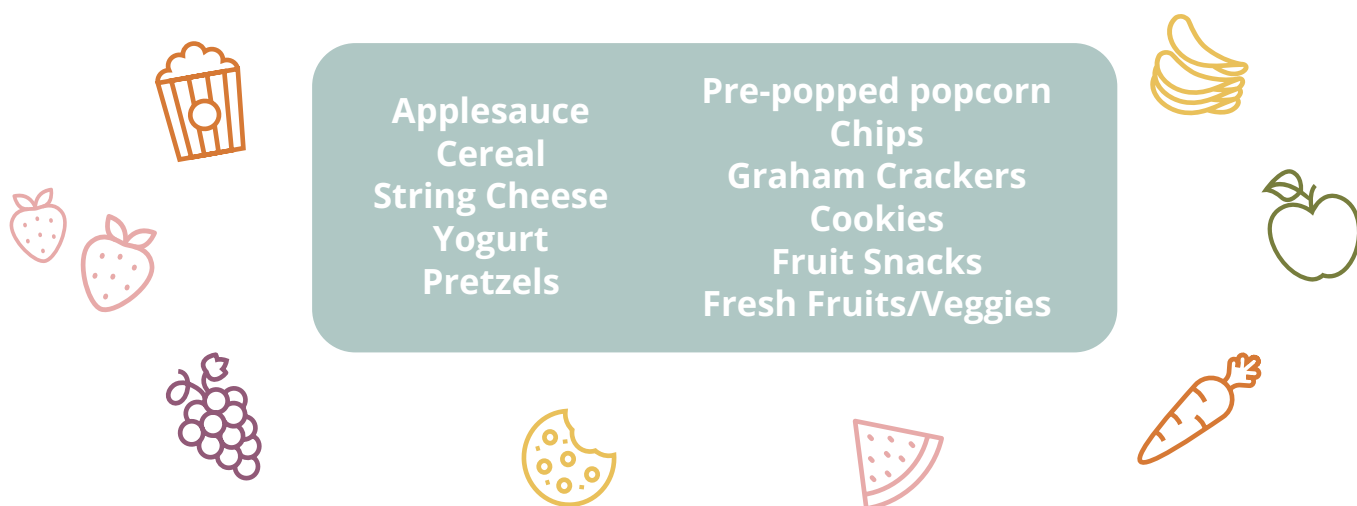 Applesauce
Cereal
String Cheese
Yogurt
Pretzels
Pre-popped popcorn
Chips
Graham Crackers
Cookies
Fruit Snacks
Fresh Fruits/Veggies